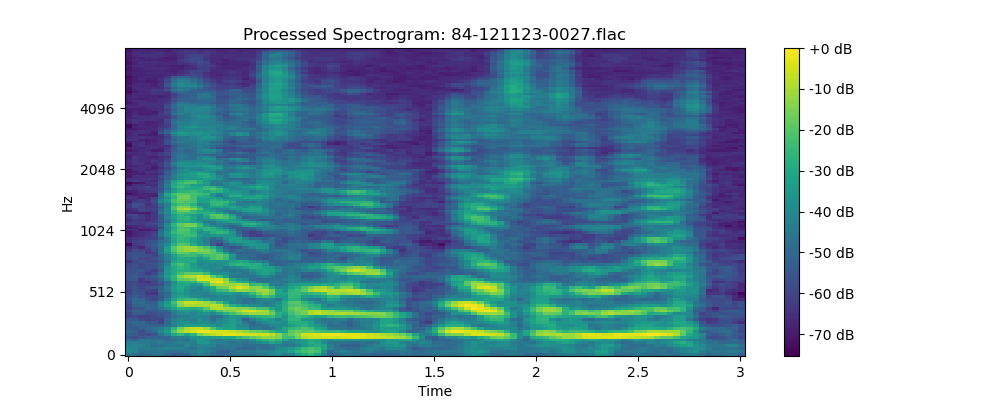 Processed Spectrogram: 84-121123-0027.flac
Hz
4096
2048
1024
512
0
0 0.5 1 1.5 2 2.5 3
Time
+0 dB
-10 dB
-20 dB
-30 dB
-40 dB
-50 dB
-60 dB
-70 dB